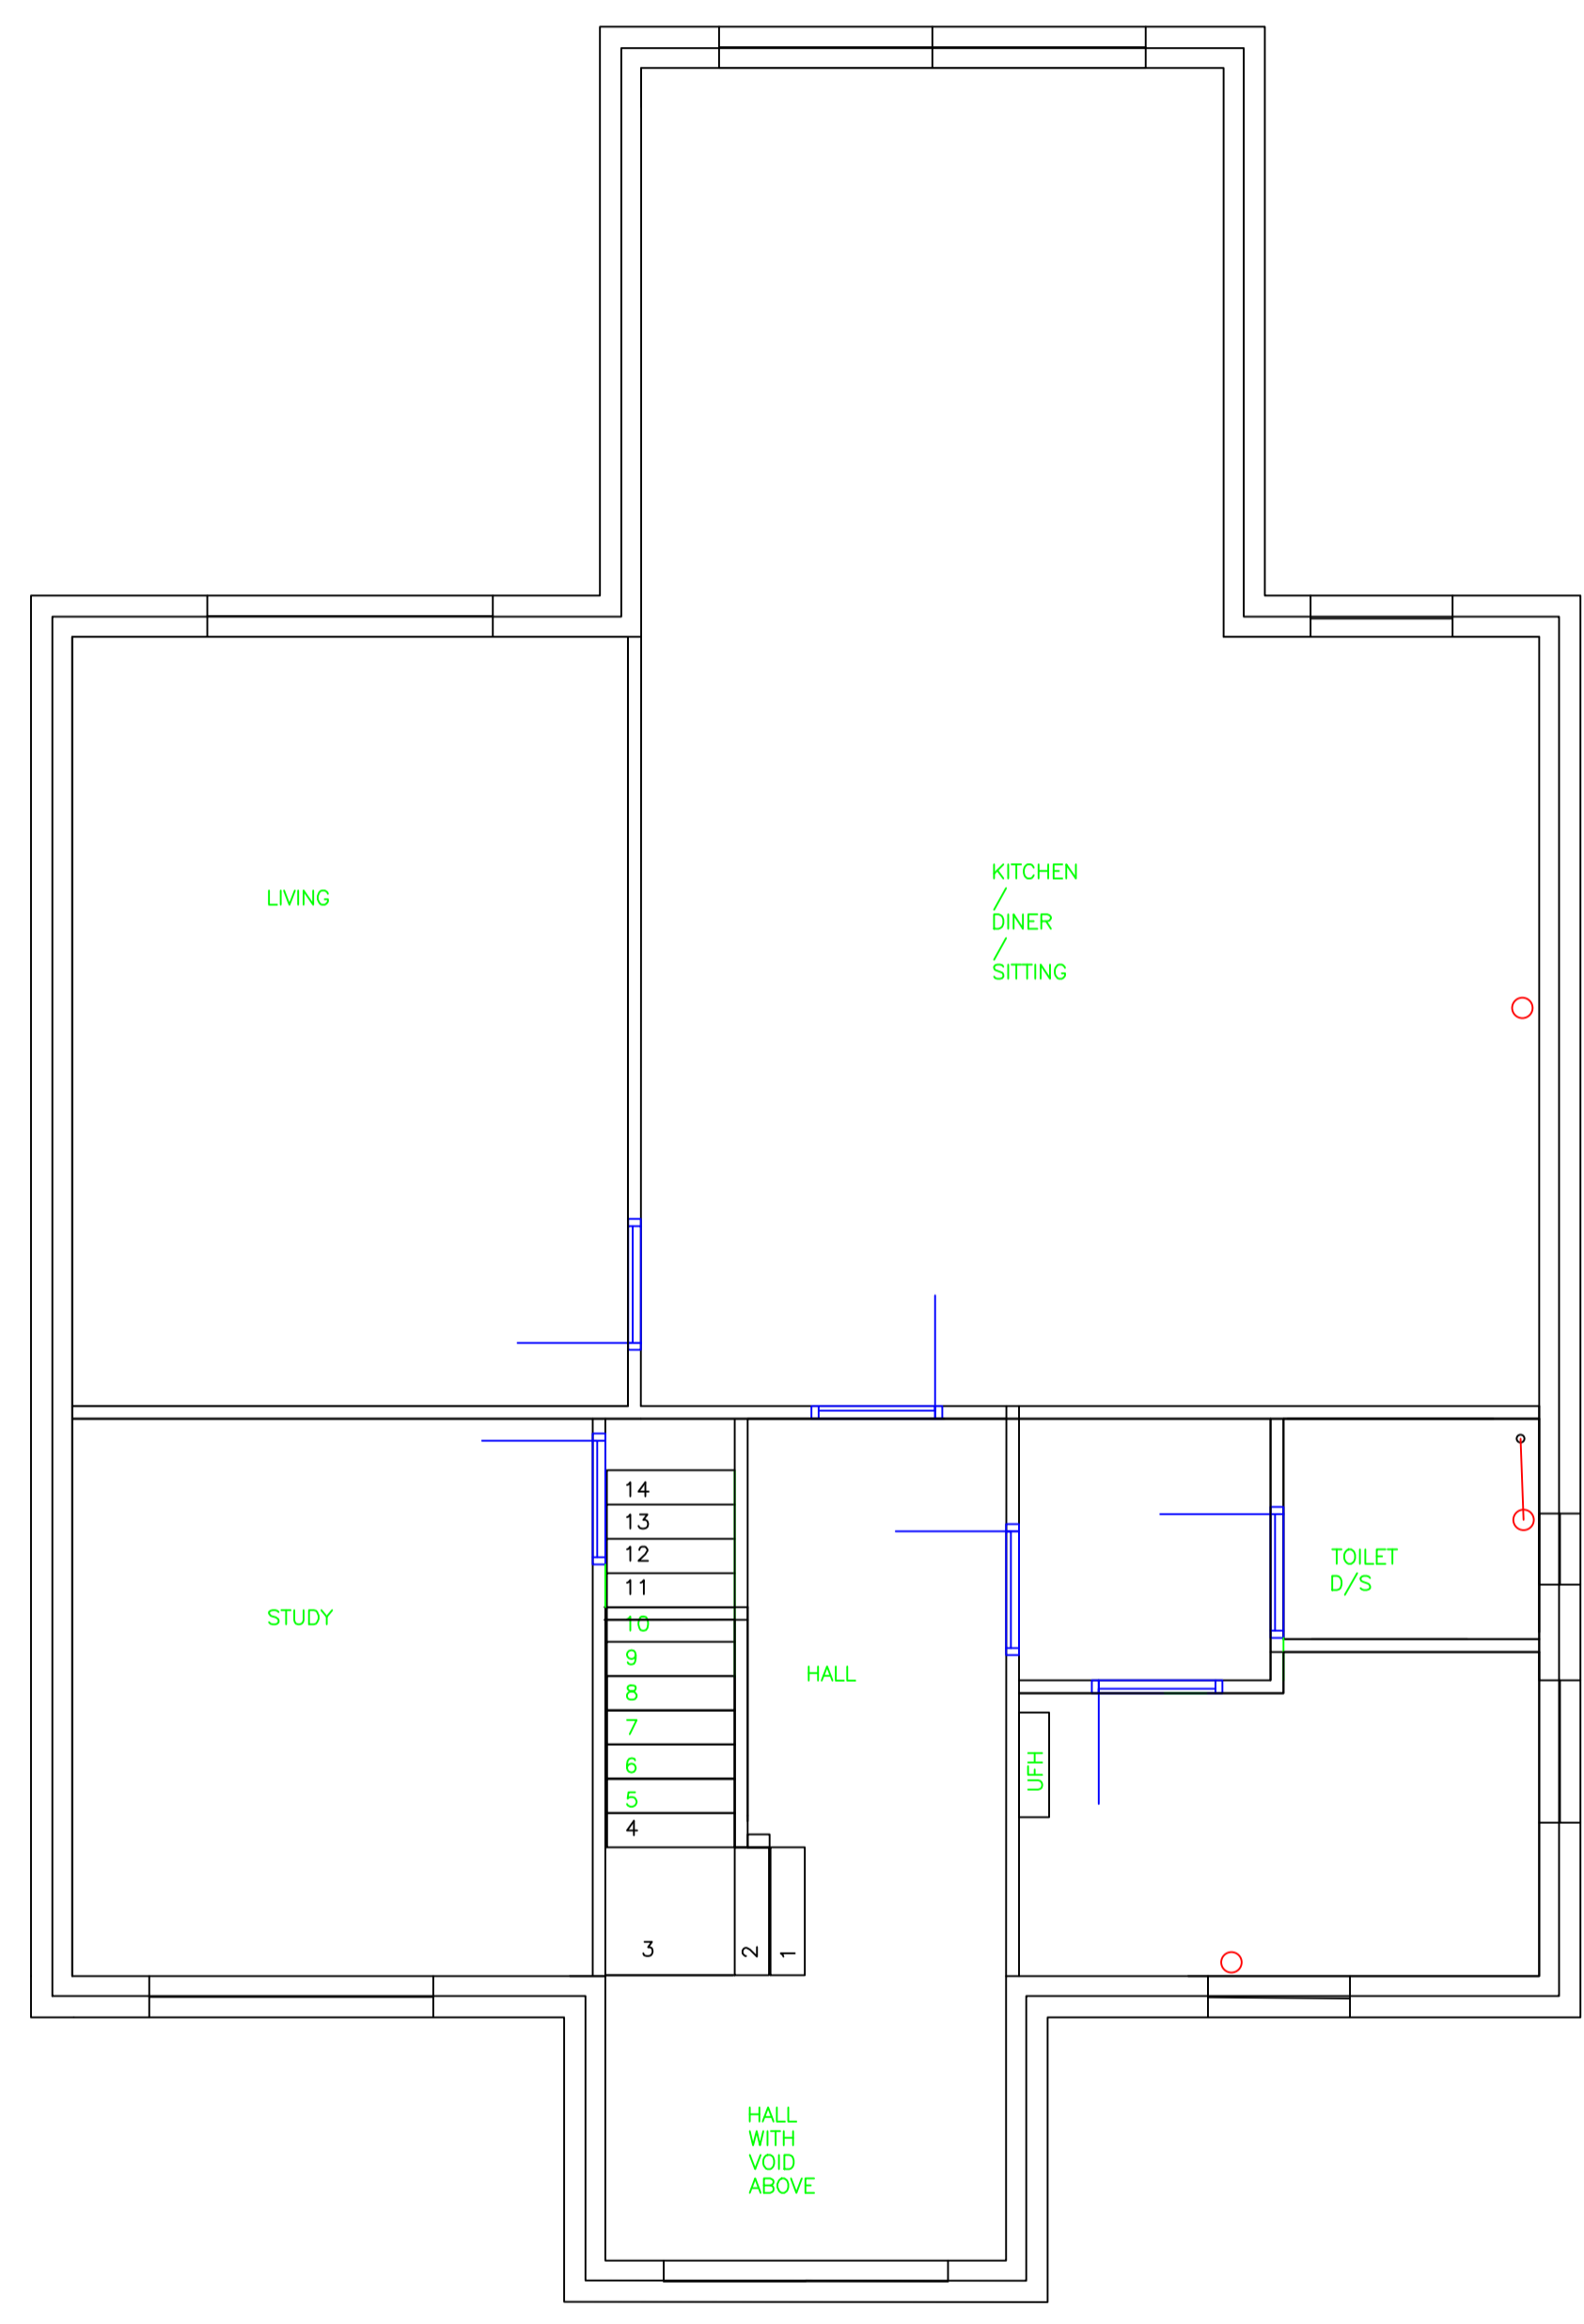 KITCHEN
/
DINER
/
SITTING
LIVING
14
13
12
11
10
9
8
7
6
5
4
3
2
1
TOILET
D/S
STUDY
HALL
UFH
HALL
WITH
VOID
ABOVE